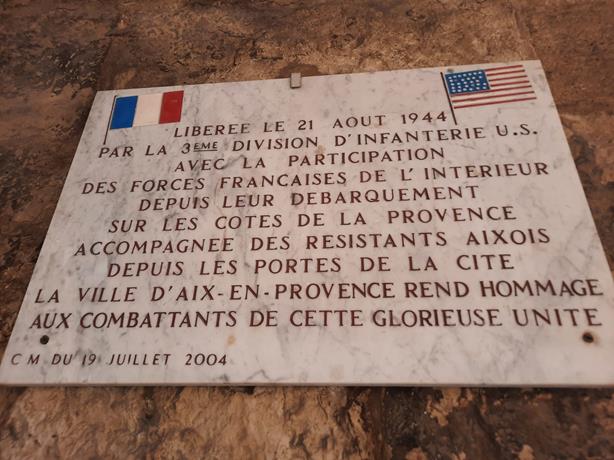 LIBEREE LE 21 AOUT 1944
PAR LA 3EME DIVISION D'INFANTERIE U.S.
AVEC LA PARTICIPATION
DES FORCES FRANCAISES DE L'INTERIEUR
DEPUIS LEUR DEBARQUEMENT
SUR LES COTES DE LA PROVENCE
ACCOMPAGNEE DES RESISTANTS AIXOIS
DEPUIS LES PORTES DE LA CITE
LA VILLE D'AIX-EN-PROVENCE REND HOMMAGE
AUX COMBATTANTS DE CETTE GLORIEUSE UNITE
C M DU 19 JUILLET 2004